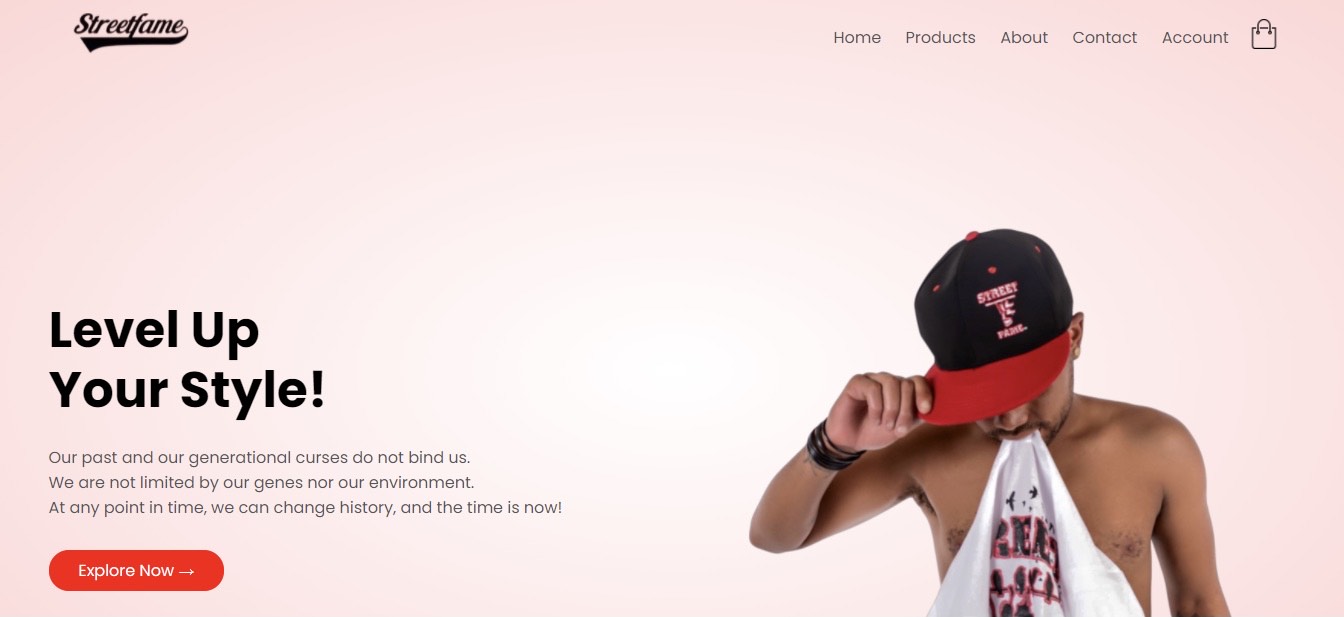 Streetfame
Home Products About Contact Account
STREET
F
FAME
Level Up
Your Style!
Our past and our generational curses do not bind us.
We are not limited by our genes nor our environment.
At any point in time, we can change history, and the time is now!
Explore Now →